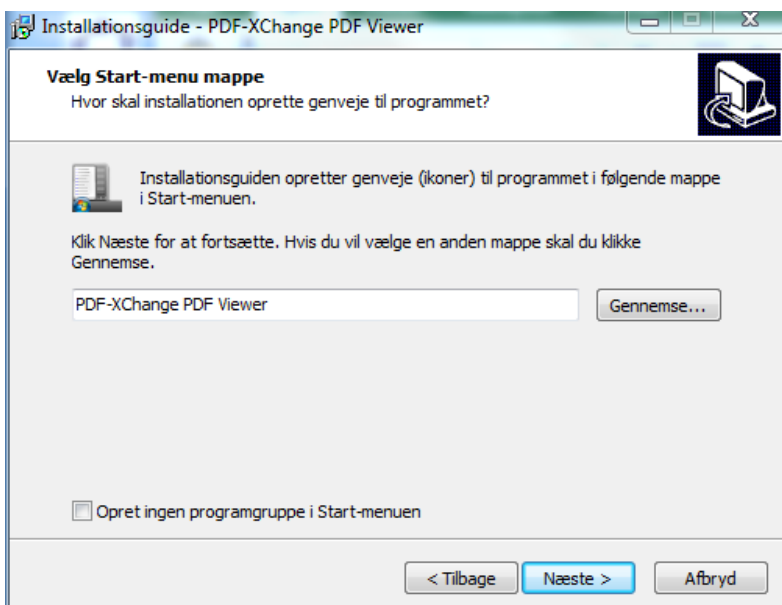 Installationsguide - PDF-XChange PDF Viewer
Vælg Start-menu mappe
Hvor skal installationen oprette genveje til programmet?
Installationsguiden opretter genveje (ikoner) til programmet i følgende mappe
i Start-menuen.
Klik Næste for at fortsætte. Hvis du vil vælge en anden mappe skal du klikke
Gennemse.
PDF-XChange PDF Viewer
Gennemse...
Opret ingen programgruppe i Start-menuen
< Tilbage
Næste >
Afbryd